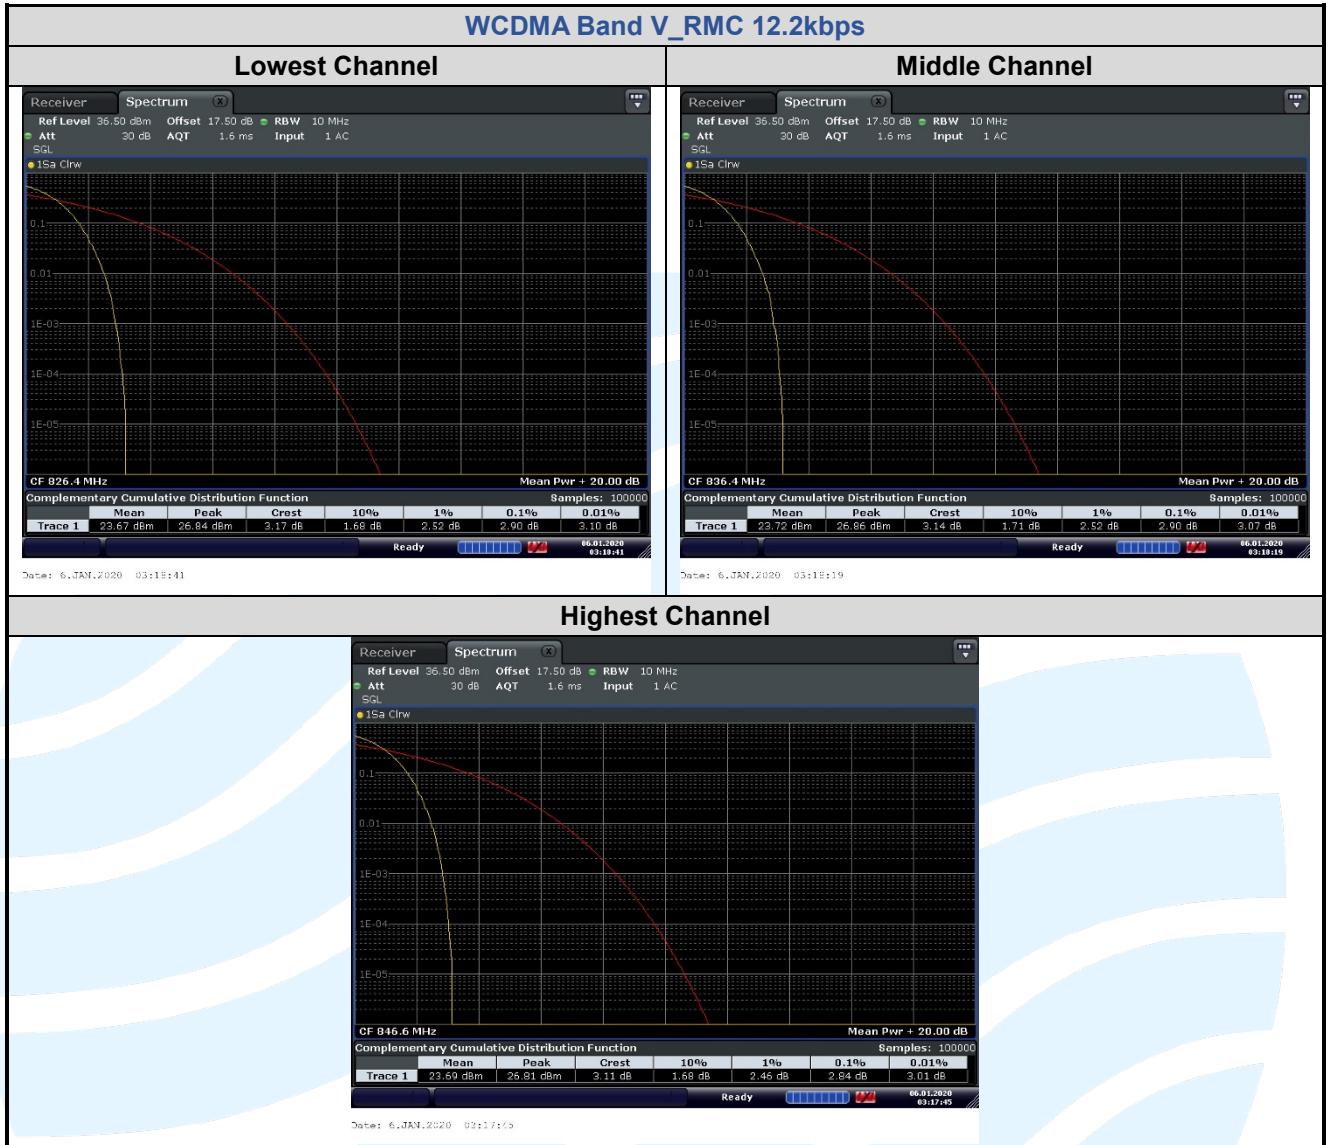 WCDMA Band V_RMC 12.2kbps
Lowest Channel
Middle Channel
Receiver Spectrum X
Ref Level 36.50 dBm Offset 17.50 dB RBW 10 MHz
Att 30 dB AQT 1.6 ms Input 1 AC
SGL
1Sa Clrw
0.1
0.01
1E-03
1E-04
1E-05
CF 826.4 MHz Mean Pwr + 20.00 dB
Complementary Cumulative Distribution Function Samples: 100000
Mean Peak Crest 10% 1% 0.1% 0.01%
Trace 1 23.67 dBm 26.84 dBm 3.17 dB 1.68 dB 2.52 dB 2.90 dB 3.10 dB
Ready 06.01.2020
03:18:41
Date: 6.JAN.2020 03:18:41
Receiver Spectrum X
Ref Level 36.50 dBm Offset 17.50 dB RBW 10 MHz
Att 30 dB AQT 1.6 ms Input 1 AC
SGL
1Sa Clrw
0.1
0.01
1E-03
1E-04
1E-05
CF 836.4 MHz Mean Pwr + 20.00 dB
Complementary Cumulative Distribution Function Samples: 100000
Mean Peak Crest 10% 1% 0.1% 0.01%
Trace 1 23.72 dBm 26.86 dBm 3.14 dB 1.71 dB 2.52 dB 2.90 dB 3.07 dB
Ready 06.01.2020
03:18:19
Date: 6.JAN.2020 03:18:19
Highest Channel
Receiver Spectrum X
Ref Level 36.50 dBm Offset 17.50 dB RBW 10 MHz
Att 30 dB AQT 1.6 ms Input 1 AC
SGL
1Sa Clrw
0.1
0.01
1E-03
1E-04
1E-05
CF 846.6 MHz Mean Pwr + 20.00 dB
Complementary Cumulative Distribution Function Samples: 100000
Mean Peak Crest 10% 1% 0.1% 0.01%
Trace 1 23.69 dBm 26.81 dBm 3.11 dB 1.68 dB 2.46 dB 2.84 dB 3.01 dB
Ready 06.01.2020
03:17:45
Date: 6.JAN.2020 03:17:45